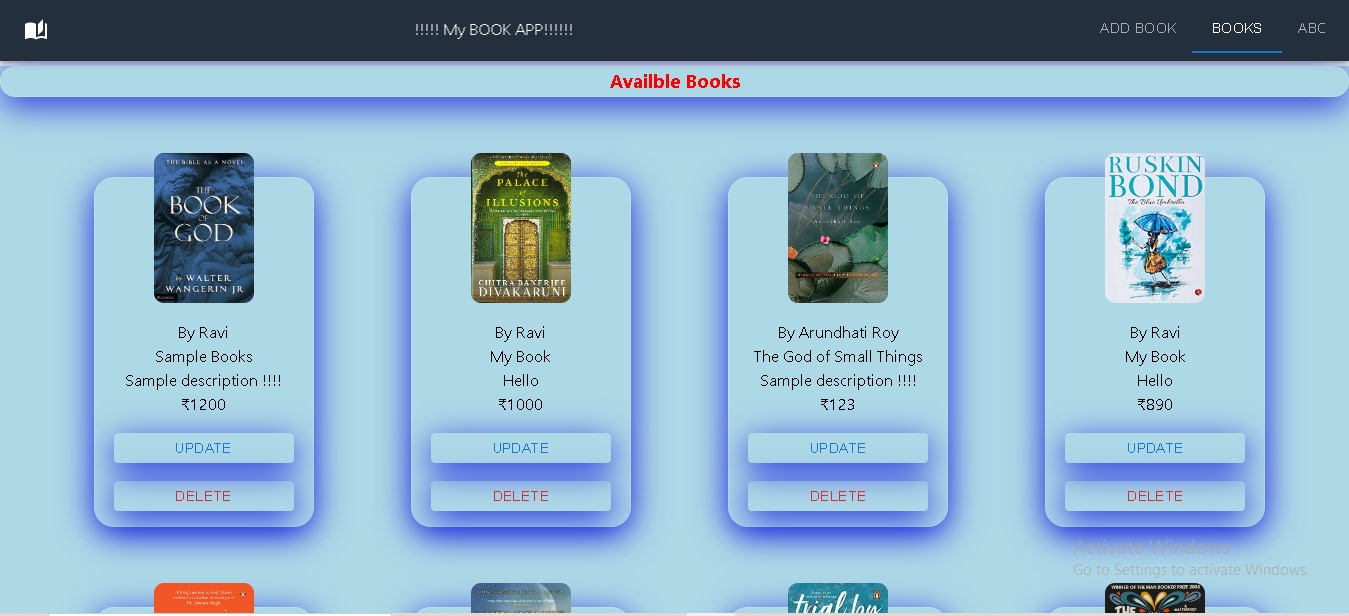 !!!!! My BOOK APP!!!!!!
ADD BOOK
BOOKS
ABC
Availble Books
THE BIBLE AS A NOVEL
THE
BOOK
OF
GOD
by WALTER
WANGERIN JR
the
PALACE
of
ILLUSIONS
CHITRA BANERJEE
DIVAKARUNI
THE GOD OF
SMALL THINGS
Arundhati Roy
RUSKIN
BOND
The Blue Umbrella
By Ravi
Sample Books
Sample description !!!!
₹1200
UPDATE
DELETE
By Ravi
My Book
Hello
₹1000
UPDATE
DELETE
By Arundhati Roy
The God of Small Things
Sample description !!!!
₹123
UPDATE
DELETE
By Ravi
My Book
Hello
₹890
UPDATE
DELETE
Activate Windows
Go to Settings to activate Windows.
trial by
WINNER OF THE MAN BOOKER PRIZE 2008
THE